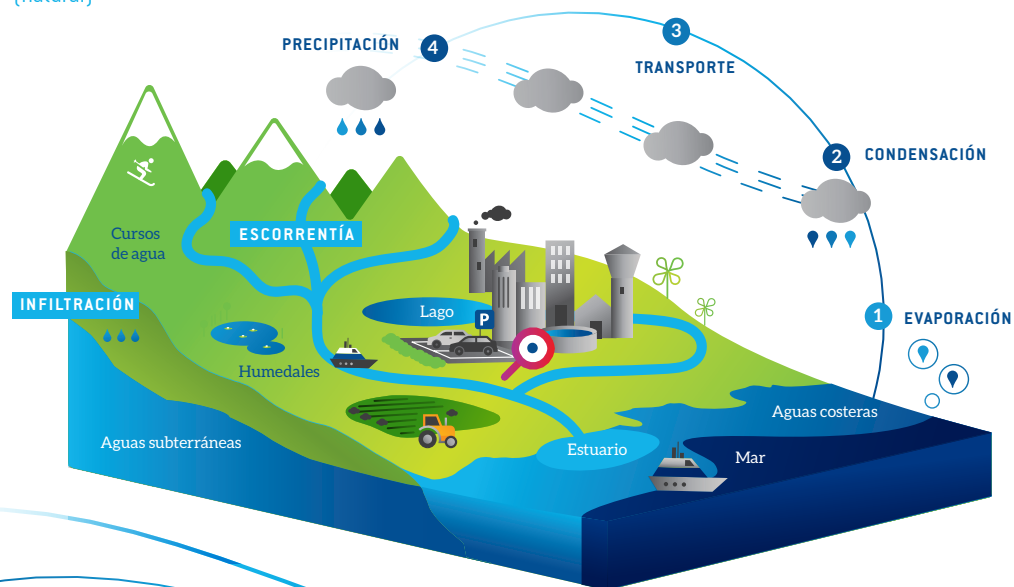 (natural)
PRECIPITACIÓN
4
3
TRANSPORTE
2
CONDENSACIÓN
Cursos
de agua
ESCORRENTÍA
INFILTRACIÓN
Lago
P
1
EVAPORACIÓN
Humedales
Aguas costeras
Aguas subterráneas
Estuario
Mar